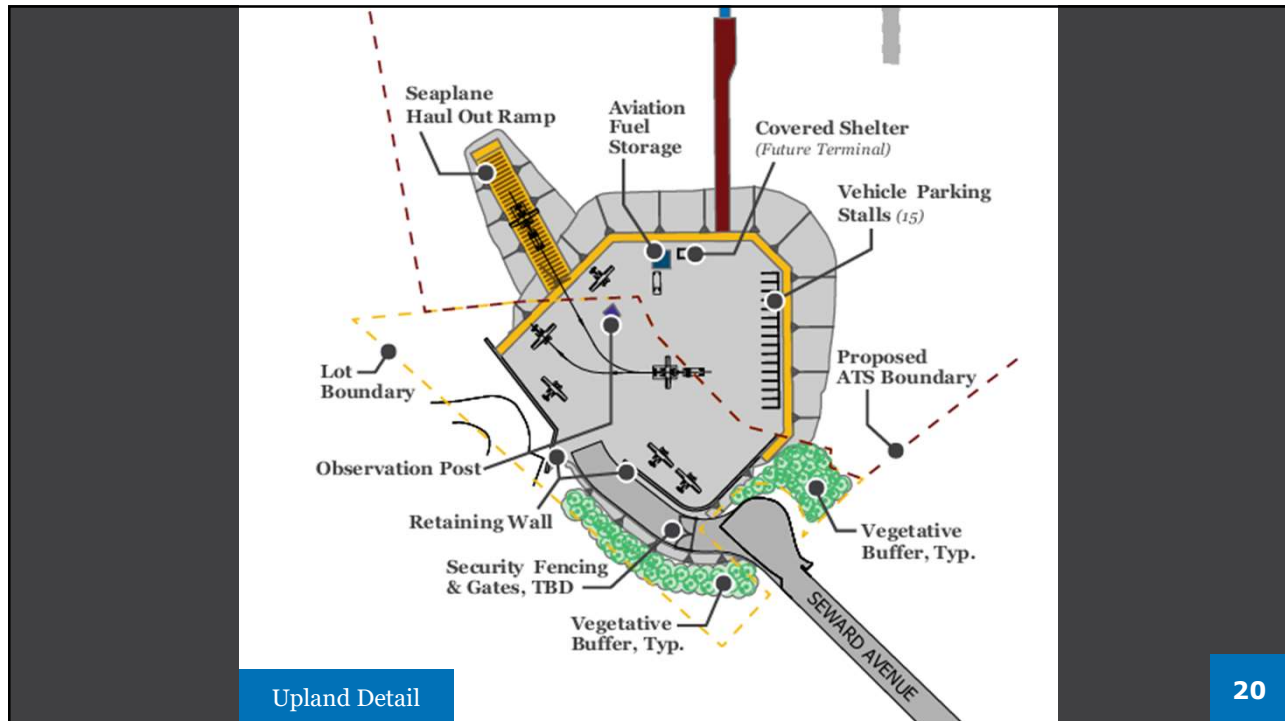 Seaplane
Haul Out Ramp
Aviation
Fuel
Storage
Covered Shelter
(Future Terminal)
Vehicle Parking
Stalls (15)
Lot
Boundary
Proposed
ATS Boundary
Observation Post
Retaining Wall
Vegetative
Buffer, Typ.
Security Fencing
& Gates, TBD
Vegetative
Buffer, Typ.
SEWARD AVENUE
Upland Detail
20